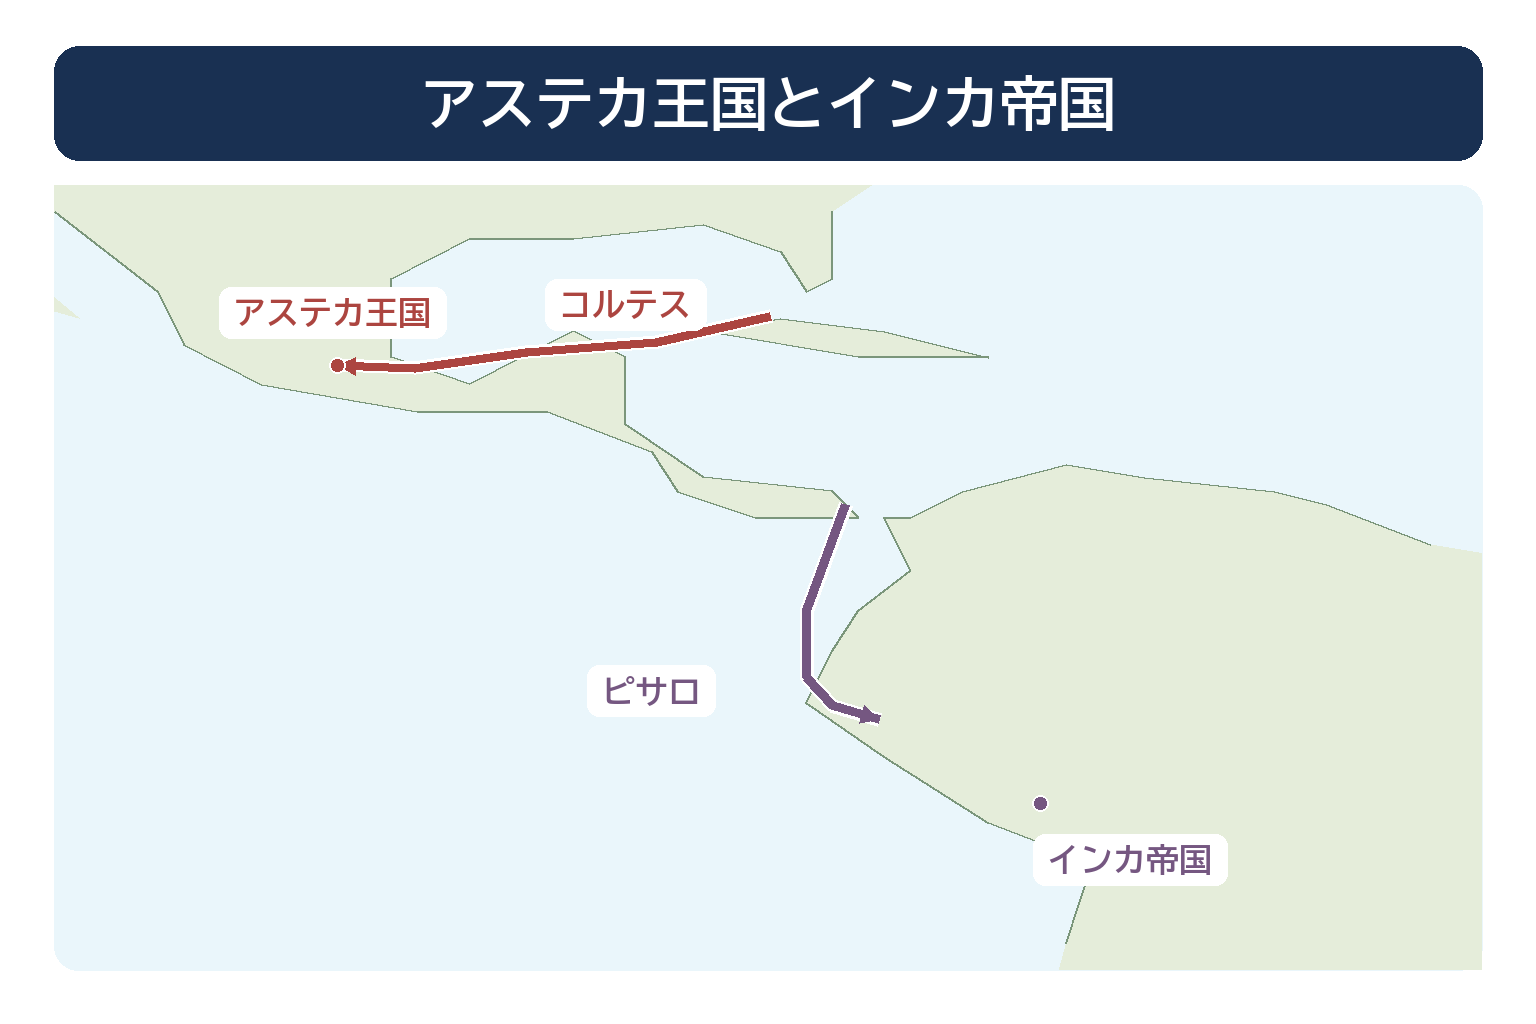 アステカ王国とインカ帝国
コルテス
アステカ王国
ピサロ
インカ帝国